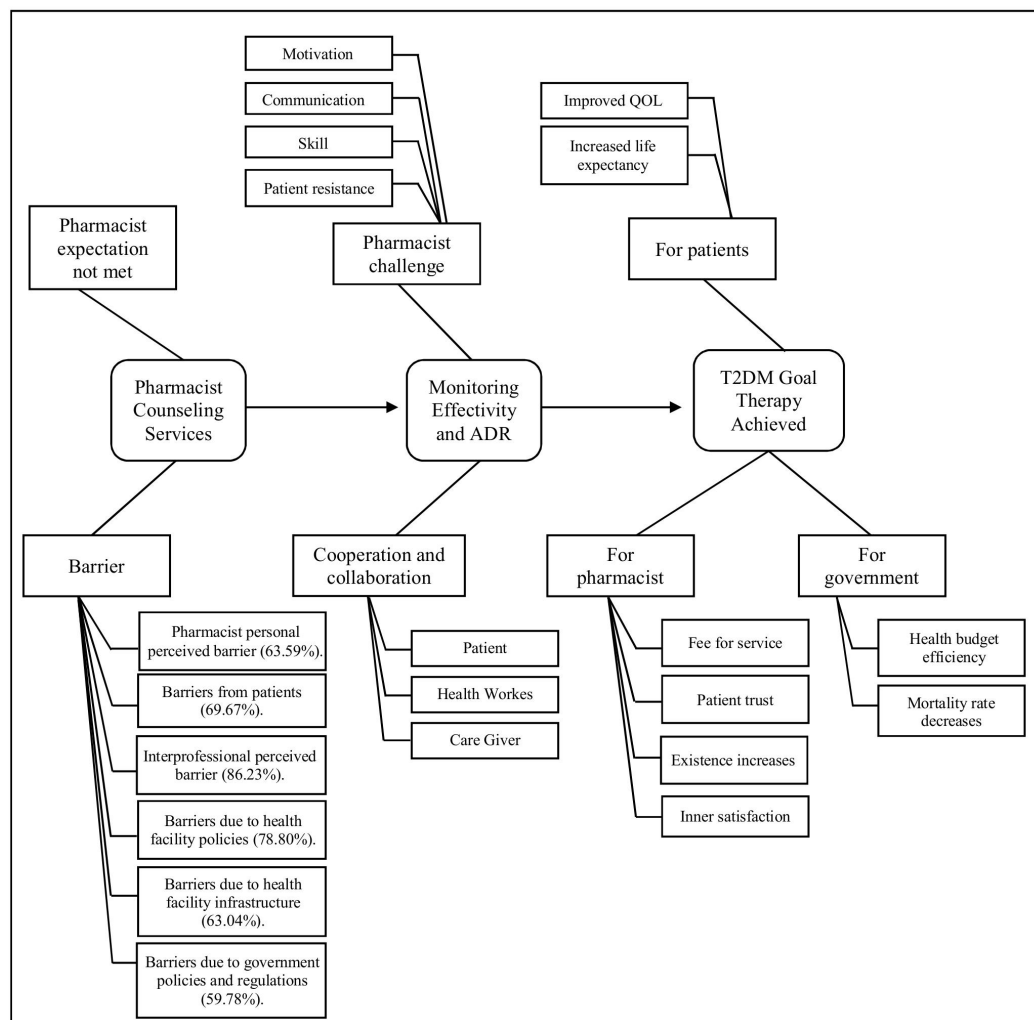 Motivation
Communication
Skill
Patient resistance
Improved QOL
Increased life
expectancy
Pharmacist
expectation
not met
Pharmacist
challenge
For patients
Pharmacist
Counseling
Services
Monitoring
Effectivity
and ADR
T2DM Goal
Therapy
Achieved
Barrier
Cooperation and
collaboration
For
pharmacist
For
government
Pharmacist personal
perceived barrier (63.59%).
Barriers from patients
(69.67%).
Interprofessional perceived
barrier (86.23%).
Barriers due to health
facility policies (78.80%).
Barriers due to health
facility infrastructure
(63.04%).
Barriers due to government
policies and regulations
(59.78%).
Patient
Health Workes
Care Giver
Fee for service
Patient trust
Existence increases
Inner satisfaction
Health budget
efficiency
Mortality rate
decreases